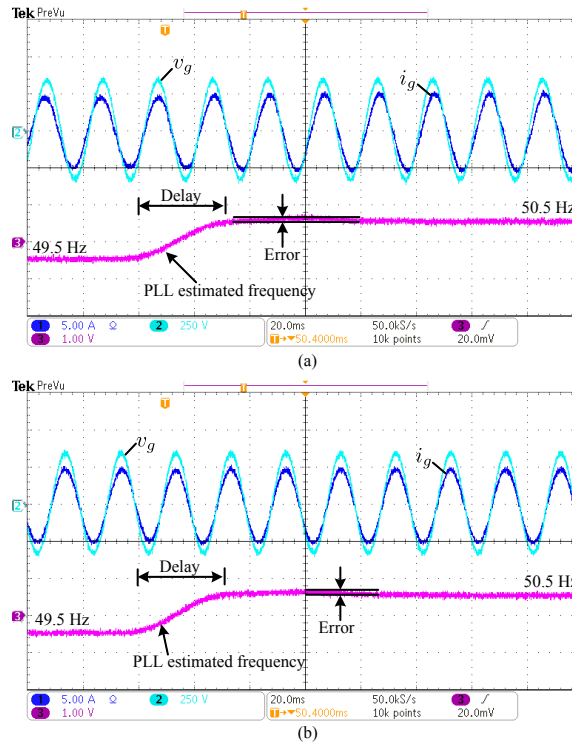 Tek PreVu
T
T
v_g
i_g
2
Delay
50.5 Hz
3
49.5 Hz
Error
PLL estimated frequency
1 5.00 A Ω 2 250 V 20.0ms 50.0kS/s 3 ∫
3 1.00 V T→▼50.4000ms 10k points 20.0mV
(a)
Tek PreVu
T
T
v_g
i_g
2
Delay
50.5 Hz
3
49.5 Hz
Error
PLL estimated frequency
1 5.00 A Ω 2 250 V 20.0ms 50.0kS/s 3 ∫
3 1.00 V T→▼50.4000ms 10k points 20.0mV
(b)